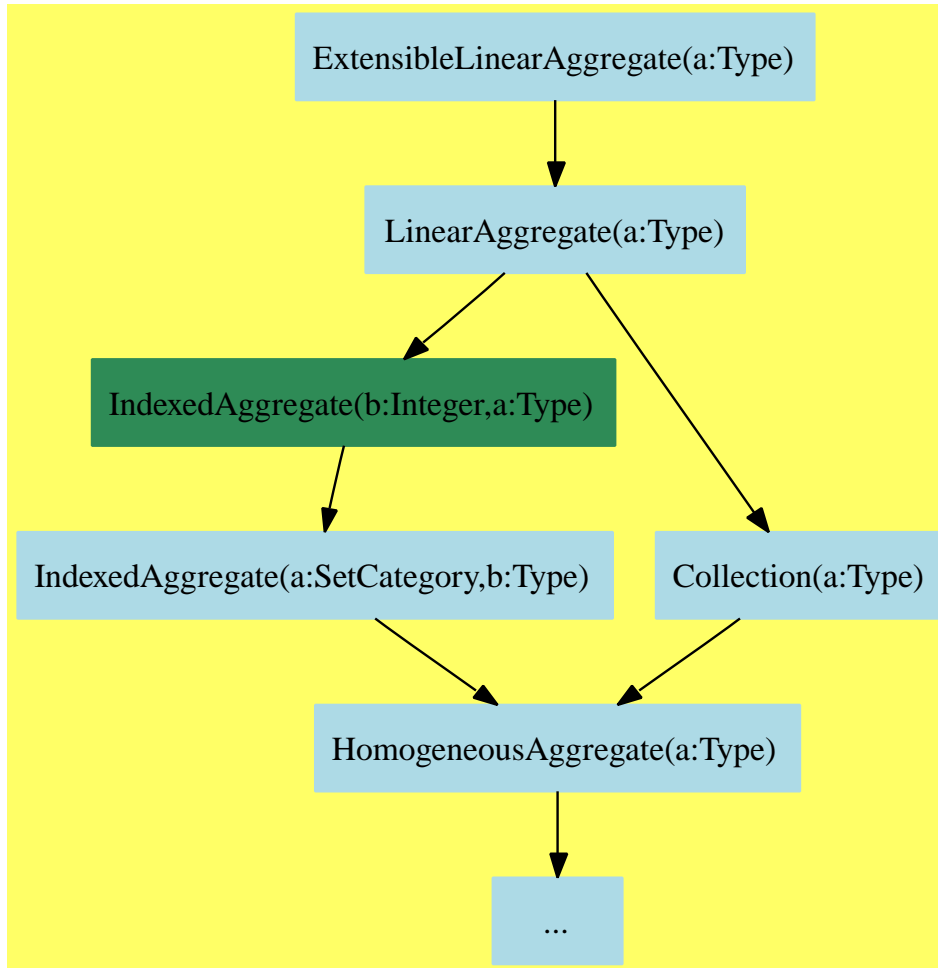 ExtensibleLinearAggregate(a:Type)
LinearAggregate(a:Type)
IndexedAggregate(b:Integer,a:Type)
IndexedAggregate(a:SetCategory,b:Type)
Collection(a:Type)
HomogeneousAggregate(a:Type)
...